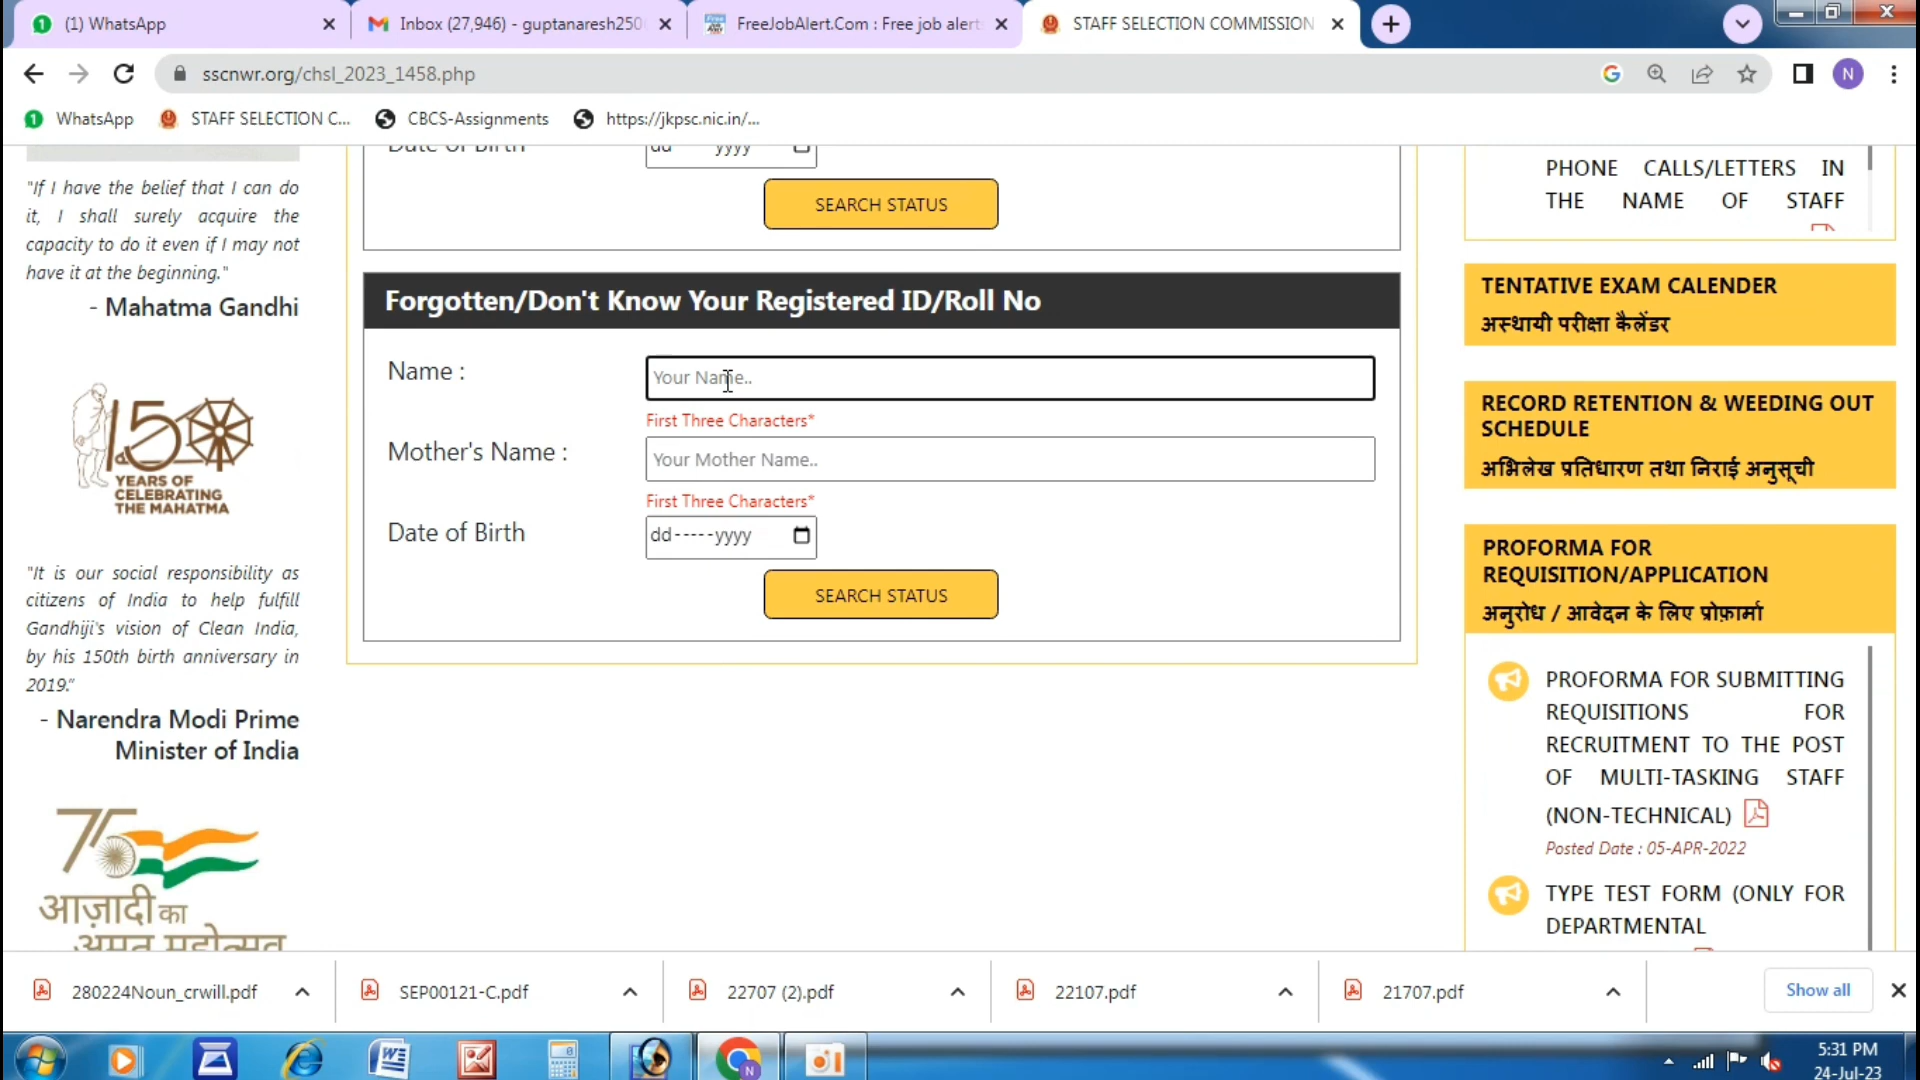 (1) WhatsApp
Inbox (27,946) - guptanaresh250
FreeJobAlert.Com : Free job alert
STAFF SELECTION COMMISSION
sscnwr.org/chsl_2023_1458.php
N
WhatsApp
STAFF SELECTION C...
CBCS-Assignments
https://jkpsc.nic.in/...
"If I have the belief that I can do
it, I shall surely acquire the
capacity to do it even if I may not
have it at the beginning."
- Mahatma Gandhi
150
YEARS OF
CELEBRATING
THE MAHATMA
"It is our social responsibility as
citizens of India to help fulfill
Gandhiji's vision of Clean India,
by his 150th birth anniversary in
2019."
- Narendra Modi Prime
Minister of India
75
आज़ादी का
अमृत महोत्सव
Date of Birth
dd yyyy
SEARCH STATUS
Forgotten/Don't Know Your Registered ID/Roll No
Name :
Your Name..
First Three Characters*
Mother's Name :
Your Mother Name..
First Three Characters*
Date of Birth
dd-----yyyy
SEARCH STATUS
PHONE CALLS/LETTERS IN
THE NAME OF STAFF
TENTATIVE EXAM CALENDER
अस्थायी परीक्षा कैलेंडर
RECORD RETENTION & WEEDING OUT
SCHEDULE
अभिलेख प्रतिधारण तथा निराई अनुसूची
PROFORMA FOR
REQUISITION/APPLICATION
अनुरोध / आवेदन के लिए प्रोफ़ार्मा
PROFORMA FOR SUBMITTING
REQUISITIONS FOR
RECRUITMENT TO THE POST
OF MULTI-TASKING STAFF
(NON-TECHNICAL)
Posted Date : 05-APR-2022
TYPE TEST FORM (ONLY FOR
DEPARTMENTAL
280224Noun_crwill.pdf
SEP00121-C.pdf
22707 (2).pdf
22107.pdf
21707.pdf
Show all
5:31 PM
24-Jul-23